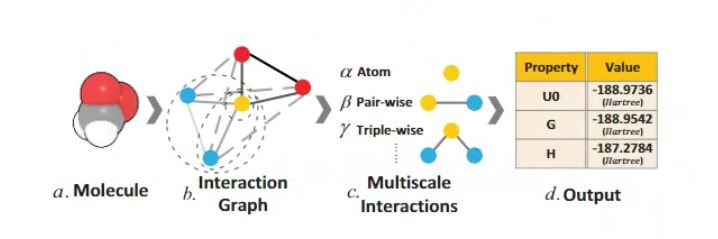 α Atom
β Pair-wise
γ Triple-wise
Property Value
U0 -188.9736
(Hartree)
G -188.9542
(Hartree)
H -187.2784
(Hartree)
a. Molecule
b. Interaction
Graph
c. Multiscale
Interactions
d. Output